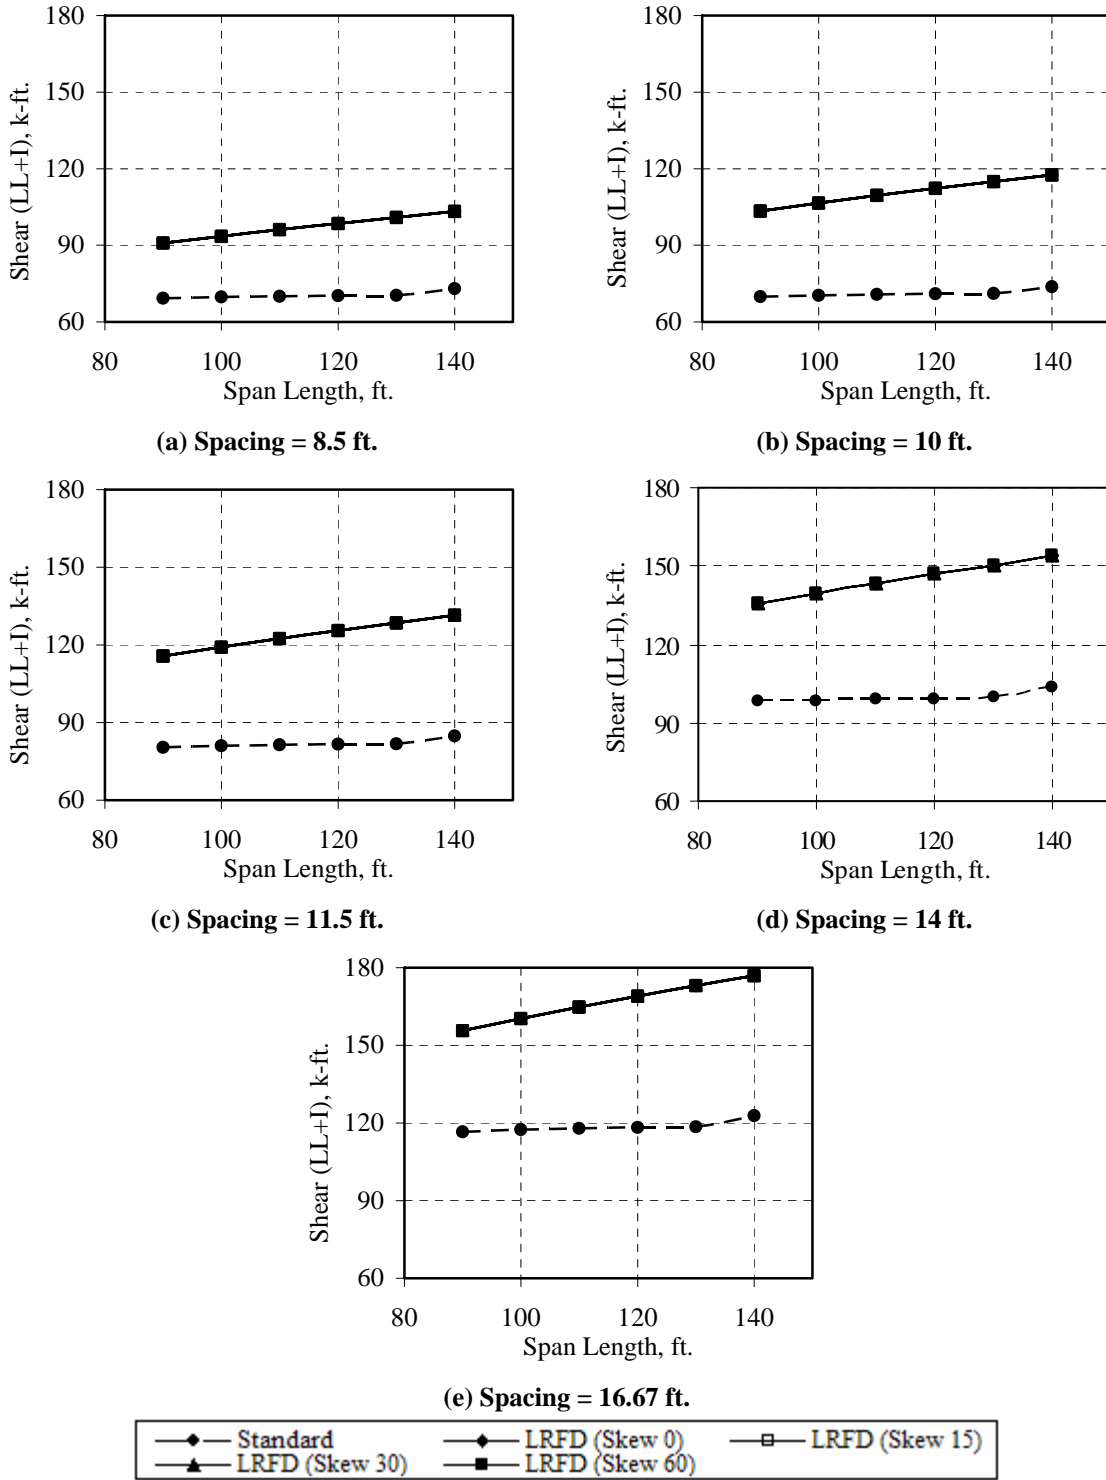 180
150
120
90
60
80 100 120 140
Shear (LL+I), k-ft.
Span Length, ft.
(a) Spacing = 8.5 ft.
180
150
120
90
60
80 100 120 140
Shear (LL+I), k-ft.
Span Length, ft.
(b) Spacing = 10 ft.
180
150
120
90
60
80 100 120 140
Shear (LL+I), k-ft.
Span Length, ft.
(c) Spacing = 11.5 ft.
180
150
120
90
60
80 100 120 140
Shear (LL+I), k-ft.
Span Length, ft.
(d) Spacing = 14 ft.
180
150
120
90
60
80 100 120 140
Shear (LL+I), k-ft.
Span Length, ft.
(e) Spacing = 16.67 ft.
Standard LRFD (Skew 0) LRFD (Skew 15)
LRFD (Skew 30) LRFD (Skew 60)